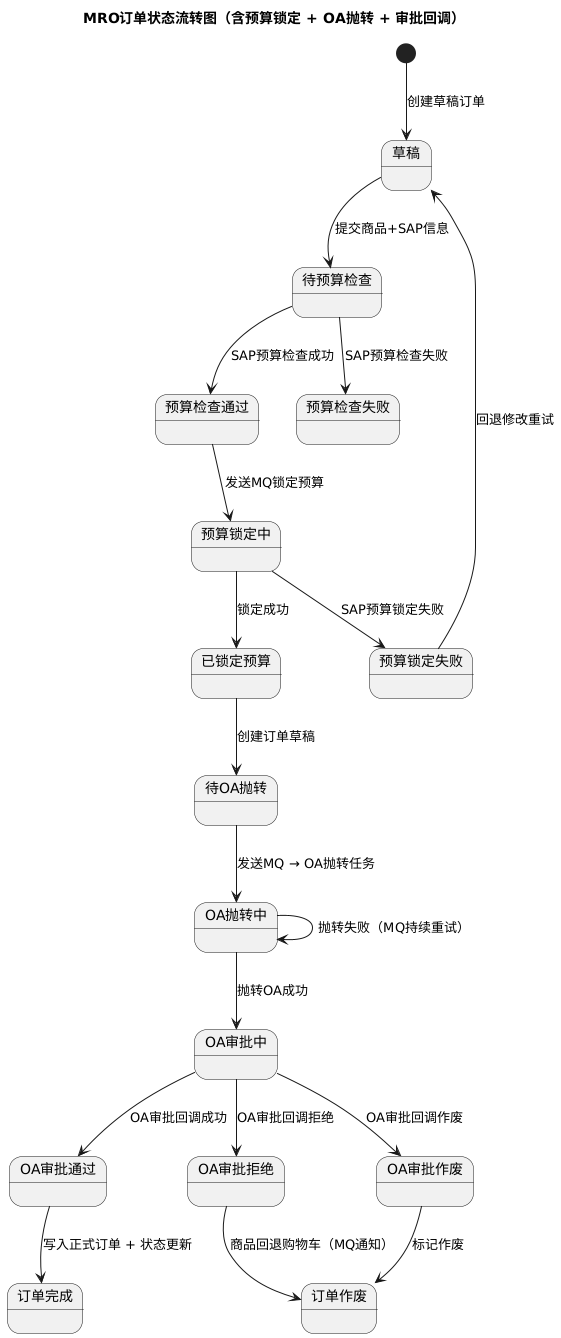 MRO订单状态流转图（含预算锁定 + OA抛转 + 审批回调）
创建草稿订单
草稿
提交商品+SAP信息
待预算检查
SAP预算检查成功
SAP预算检查失败
预算检查通过
预算检查失败
回退修改重试
发送MQ锁定预算
预算锁定中
锁定成功
SAP预算锁定失败
已锁定预算
预算锁定失败
创建订单草稿
待OA抛转
发送MQ → OA抛转任务
OA抛转中
抛转失败（MQ持续重试）
抛转OA成功
OA审批中
OA审批回调成功
OA审批回调拒绝
OA审批回调作废
OA审批通过
OA审批拒绝
OA审批作废
写入正式订单 + 状态更新
商品回退购物车（MQ通知）
标记作废
订单完成
订单作废